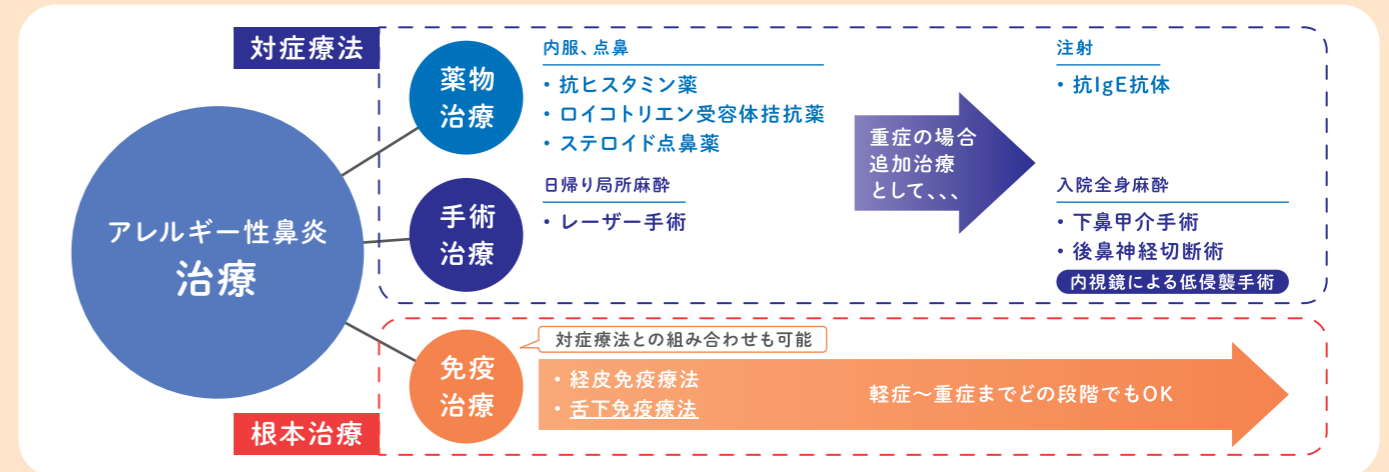 対症療法
アレルギー性鼻炎
治療
薬物
治療
内服、点鼻
・抗ヒスタミン薬
・ロイコトリエン受容体拮抗薬
・ステロイド点鼻薬
手術
治療
日帰り局所麻酔
・レーザー手術
重症の場合
追加治療
として、、、
注射
・抗IgE抗体
入院全身麻酔
・下鼻甲介手術
・後鼻神経切断術
内視鏡による低侵襲手術
根本治療
免疫
治療
対症療法との組み合わせも可能
・経皮免疫療法
・舌下免疫療法
軽症〜重症までどの段階でもOK